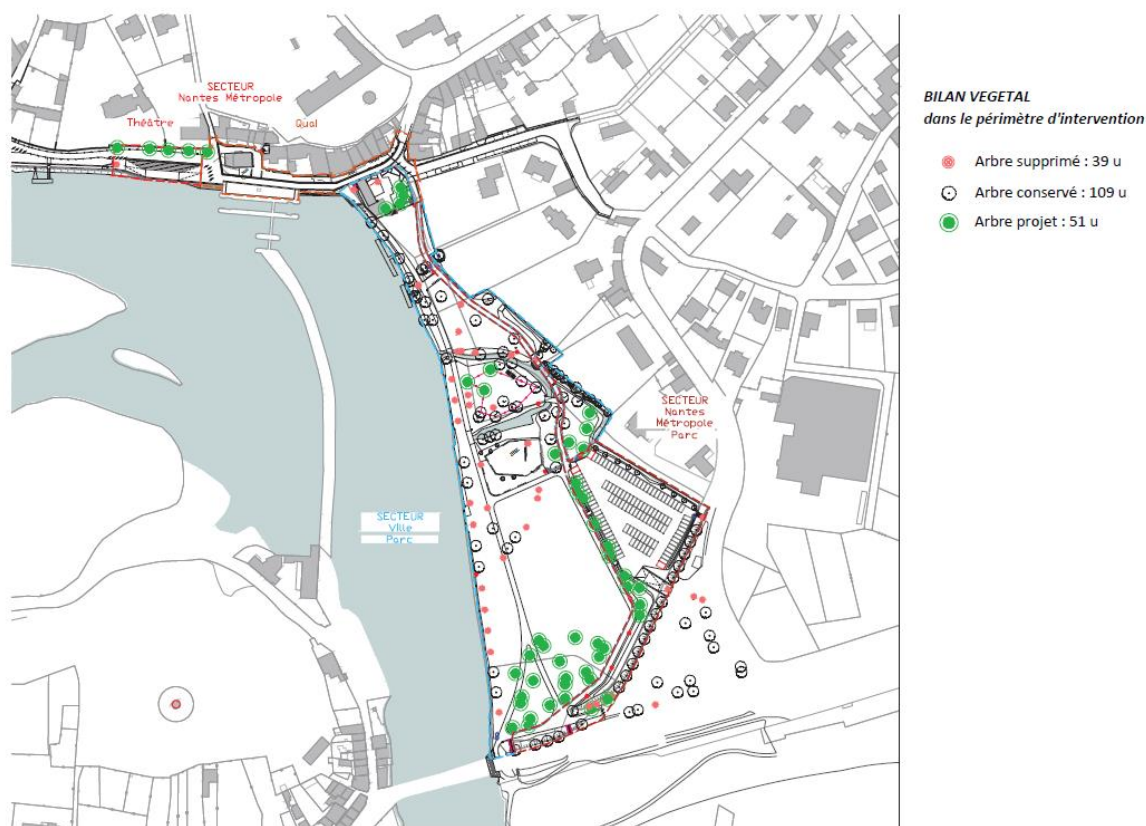 SECTEUR
Nantes Métropole
Théâtre
Quai
SECTEUR
Nantes
Métropole
Parc
SECTEUR
Ville
Parc
BILAN VEGETAL
dans le périmètre d'intervention
Arbre supprimé : 39 u
Arbre conservé : 109 u
Arbre projet : 51 u